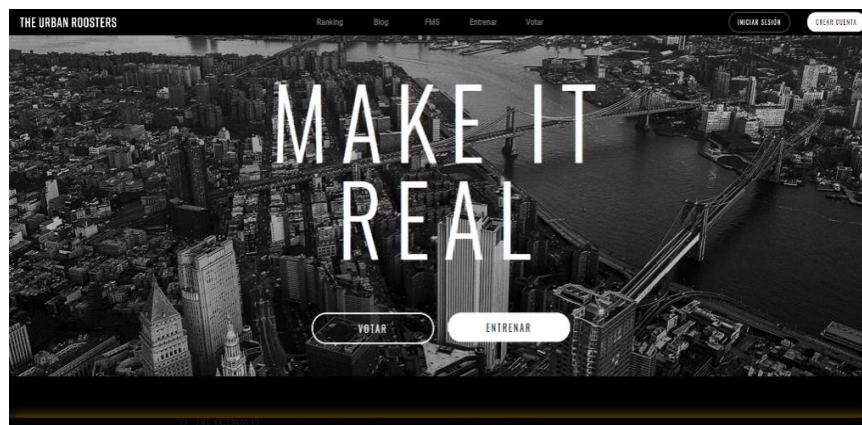 THE URBAN ROOSTERS
Ranking Blog FMS Entrenar Votar
INICIAR SESIÓN CREAR CUENTA
MAKE IT
REAL
VOTAR ENTRENAR